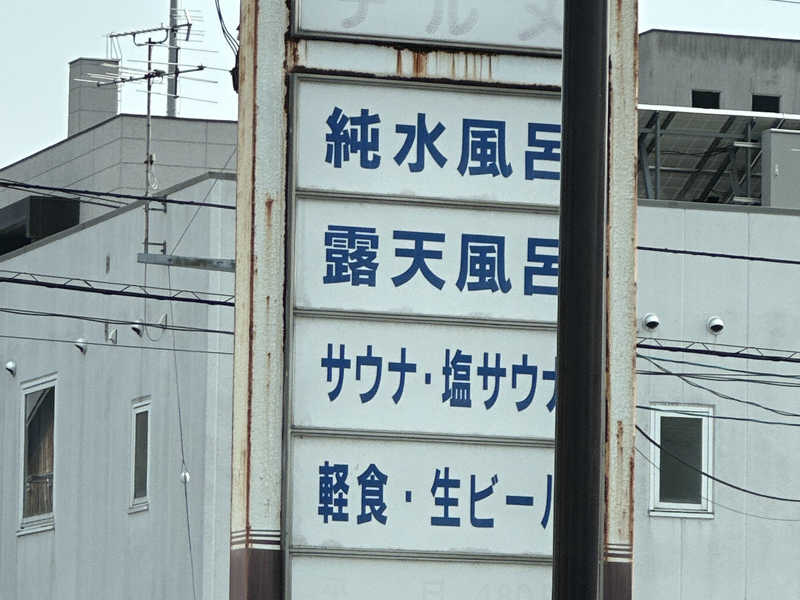 純水風呂
露天風呂
サウナ・塩サウナ
軽食・生ビール